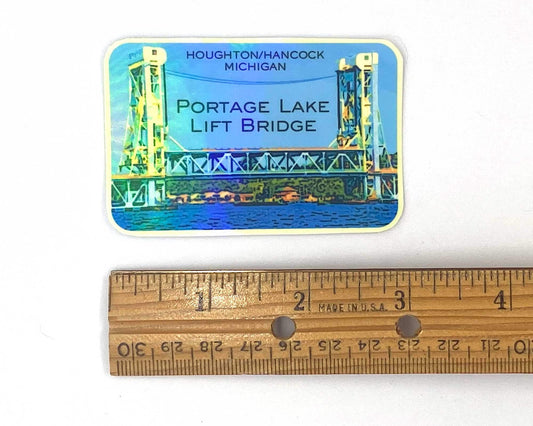 HOUGHTON/HANCOCK
MICHIGAN
PORTAGE LAKE
LIFT BRIDGE
1 2 3 4
MADE IN U.S.A.
30 29 28 27 26 25 24 23 22 21 20